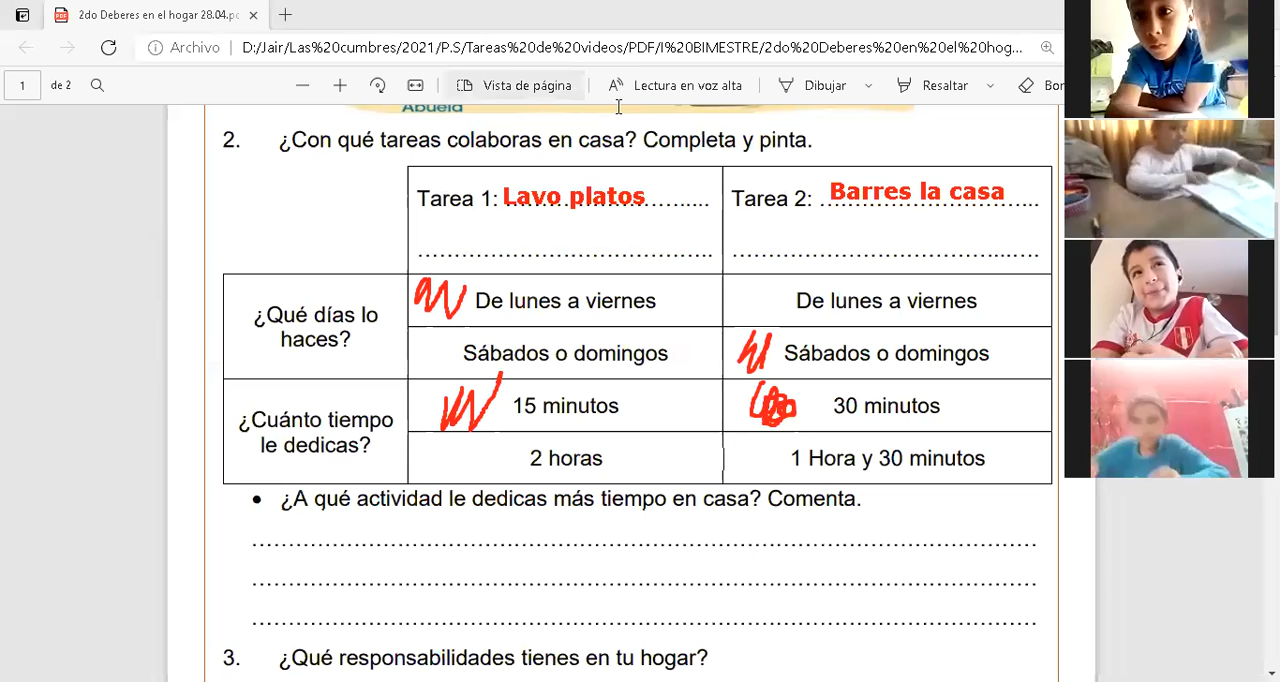 2do Deberes en el hogar 28.04.pe
Archivo D:/Jair/Las%20cumbres/2021/P.S/Tareas%20de%20videos/PDF/I%20BIMESTRE/2do%20Deberes%20en%20el%20hog...
1 de 2 Vista de página Lectura en voz alta Dibujar Resaltar Bor
Abuela
2. ¿Con qué tareas colaboras en casa? Completa y pinta.
Tarea 1: Lavo platos
Tarea 2: Barres la casa
¿Qué días lo haces?
De lunes a viernes
De lunes a viernes
Sábados o domingos
Sábados o domingos
¿Cuánto tiempo le dedicas?
15 minutos
30 minutos
2 horas
1 Hora y 30 minutos
• ¿A qué actividad le dedicas más tiempo en casa? Comenta.
3. ¿Qué responsabilidades tienes en tu hogar?